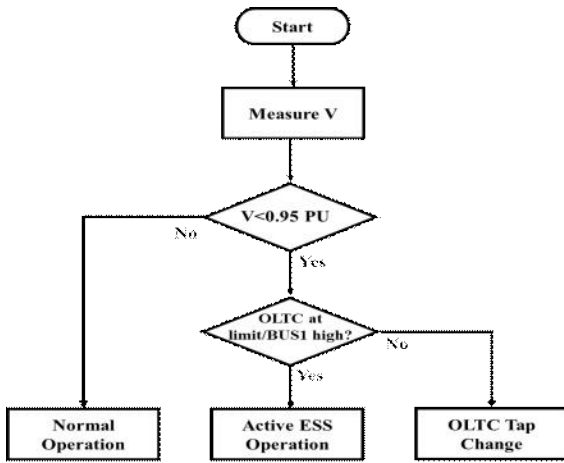 Start
Measure V
V<0.95 PU
No
Yes
OLTC at
limit/BUS1 high?
No
Yes
Normal
Operation
Active ESS
Operation
OLTC Tap
Change